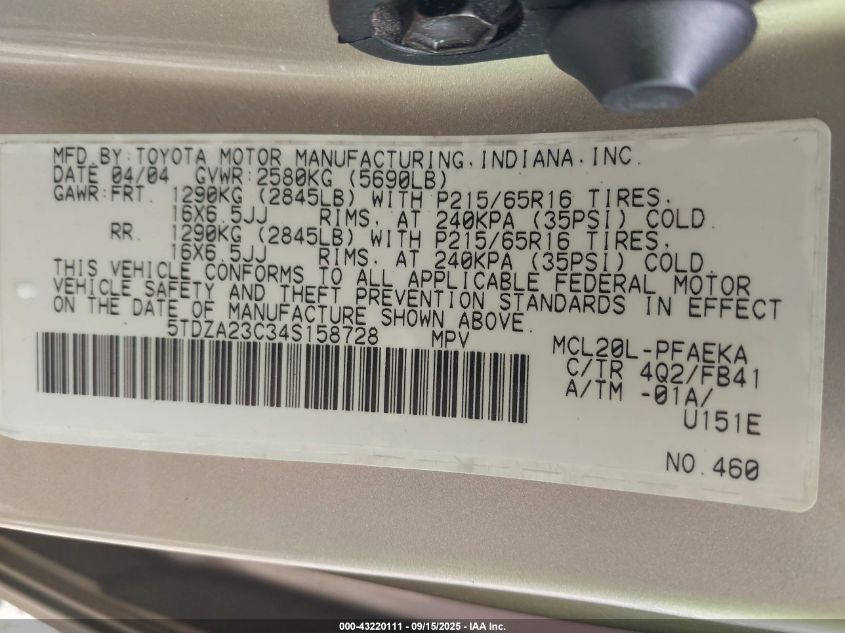 MFD.BY:TOYOTA MOTOR MANUFACTURING,INDIANA,INC.
DATE 04/04 GVWR:2580KG (5690LB)
GAWR:FRT. 1290KG (2845LB) WITH P215/65R16 TIRES,
16X6.5JJ RIMS, AT 240KPA (35PSI) COLD.
RR. 1290KG (2845LB) WITH P215/65R16 TIRES,
16X6.5JJ RIMS, AT 240KPA (35PSI) COLD.
THIS VEHICLE CONFORMS TO ALL APPLICABLE FEDERAL MOTOR
VEHICLE SAFETY AND THEFT PREVENTION STANDARDS IN EFFECT
ON THE DATE OF MANUFACTURE SHOWN ABOVE.
5TDZA23C34S158728 MPV
MCL20L-PFAEKA
C/TR 4Q2/FB41
A/TM -01A/
U151E
NO.460
000-43220111 - 09/15/2025 - IAA Inc.